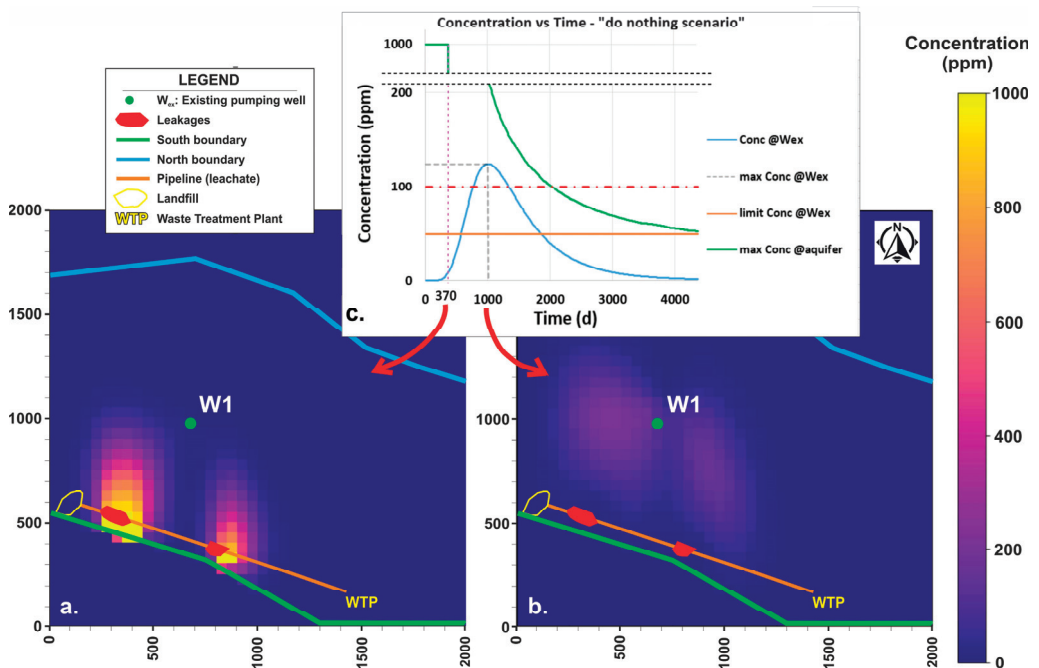 Concentration vs Time - "do nothing scenario"
Concentration (ppm)
1000
200
100
0
0 370 1000 2000 3000 4000
Time (d)
c.
Conc @Wex
max Conc @Wex
limit Conc @Wex
max Conc @aquifer
LEGEND
Wex: Existing pumping well
Leakages
South boundary
North boundary
Pipeline (leachate)
Landfill
WTP Waste Treatment Plant
2000
1500
1000
500
0
0 500 1000 1500 2000
W1
WTP
a.
N
1000
500
0
0 500 1000 1500 2000
W1
WTP
b.
Concentration
(ppm)
1000
800
600
400
200
0